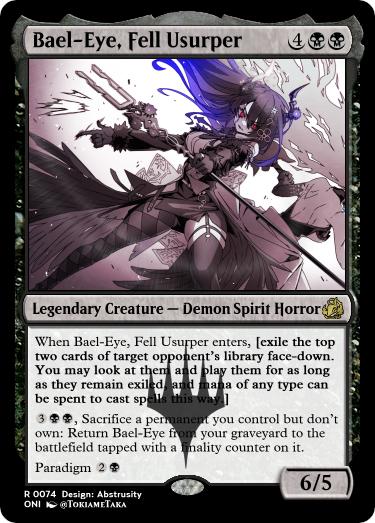 Bael-Eye, Fell Usurper 4
Legendary Creature — Demon Spirit Horror
When Bael-Eye, Fell Usurper enters, [exile the top
two cards of target opponent's library face-down.
You may look at them and play them for as long
as they remain exiled, and mana of any type can
be spent to cast spells this way.]
3, Sacrifice a permanent you control but don't
own: Return Bael-Eye from your graveyard to the
battlefield tapped with a finality counter on it.
Paradigm 2
6/5
R 0074 Design: Abstrusity
ONI @TokiameTaka